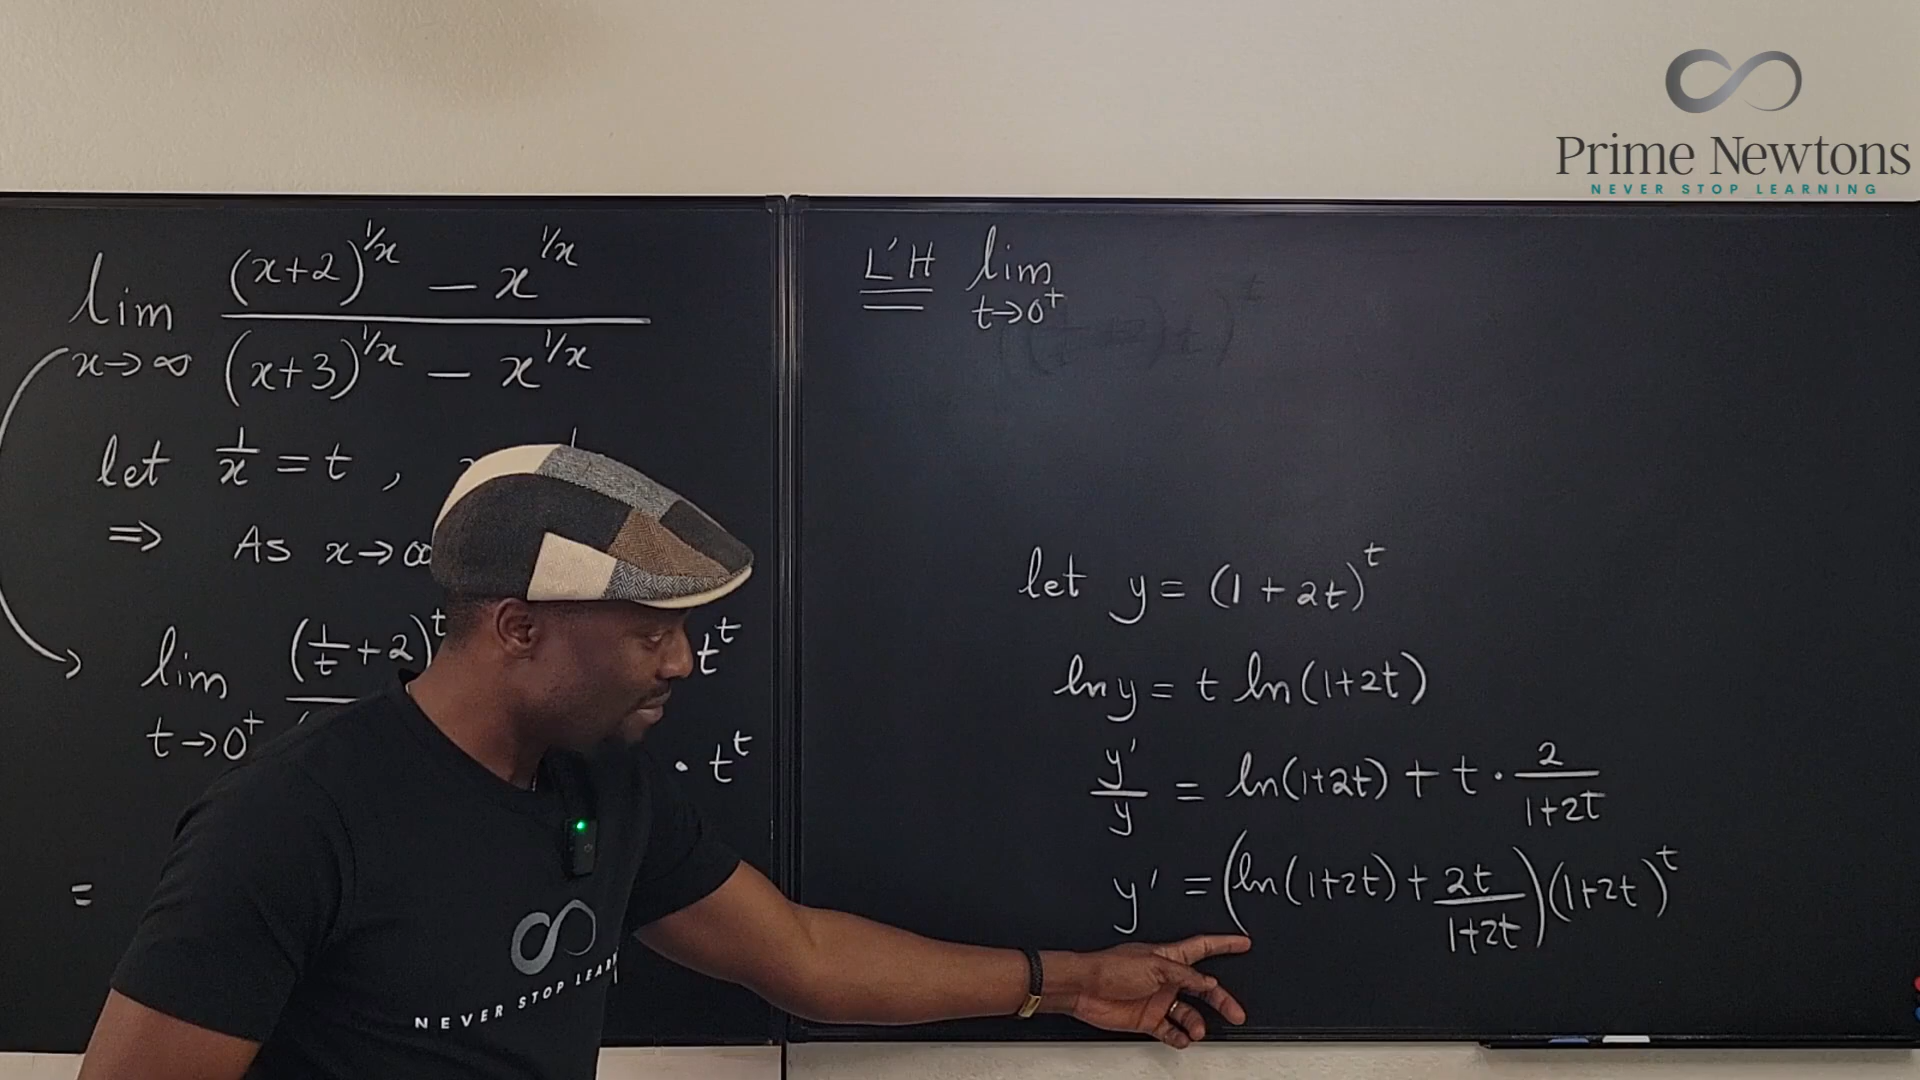 Prime Newtons
NEVER STOP LEARNING
lim x→∞ ((x+2)^{1/x} − x^{1/x}) / ((x+3)^{1/x} − x^{1/x})
let 1/x = t ,
⇒ As x→∞
lim t→0⁺ (1/t + 2)^t
t^t
· t^t
=
L'H lim t→0⁺
let y = (1 + 2t)^t
ln y = t ln(1+2t)
y'/y = ln(1+2t) + t · 2/(1+2t)
y' = (ln(1+2t) + 2t/(1+2t))(1+2t)^t
NEVER STOP LEARN